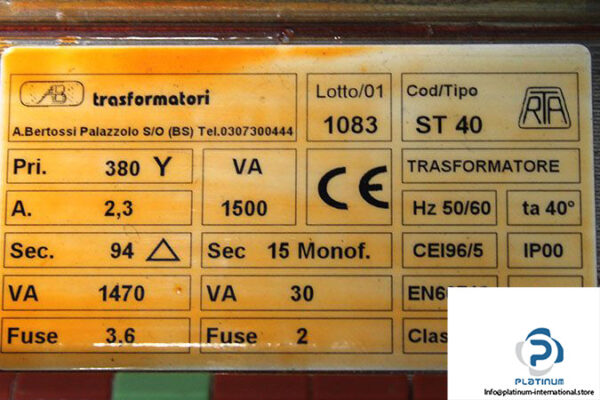 AB trasformatori
A.Bertossi Palazzolo S/O (BS) Tel.0307300444
Lotto/01
1083
Cod/Tipo
ST 40
RTA
Pri. 380 Y
VA
1500
CE
TRASFORMATORE
A. 2,3
Hz 50/60
ta 40°
Sec. 94 △
Sec 15 Monof.
CEI96/5
IP00
VA 1470
VA 30
Fuse 3,6
Fuse 2
PLATINUM
Info@platinum-international.store